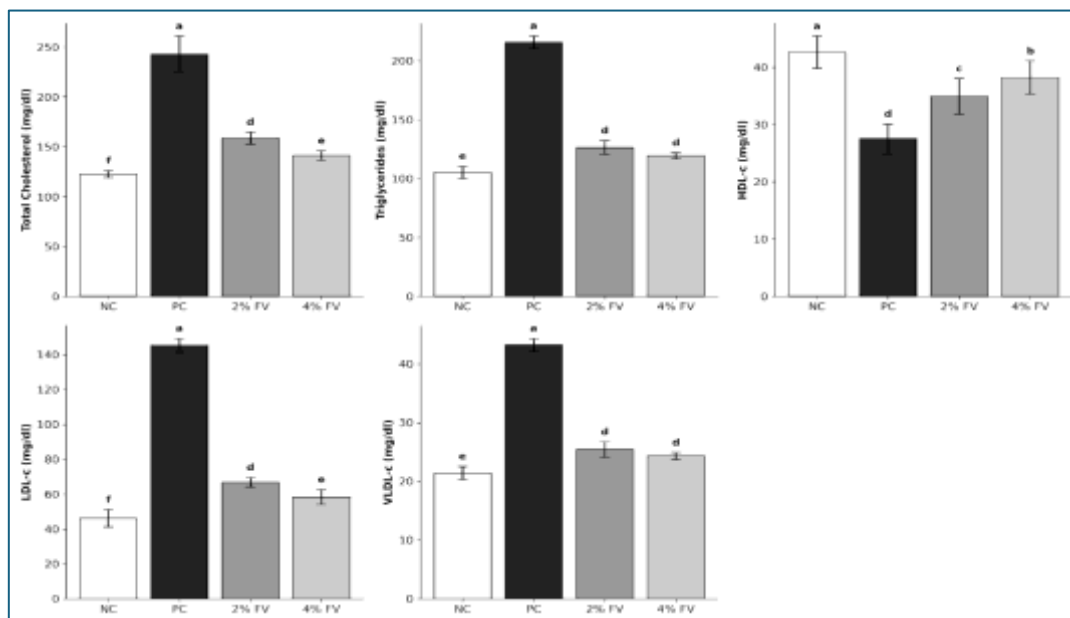 Total Cholesterol (mg/dl)
250
200
150
100
50
0
f
a
d
e
NC PC 2% FV 4% FV
Triglycerides (mg/dl)
200
150
100
50
0
e
a
d
d
NC PC 2% FV 4% FV
HDL-c (mg/dl)
40
30
20
10
0
a
d
c
b
NC PC 2% FV 4% FV
LDL-c (mg/dl)
140
120
100
80
60
40
20
0
f
a
d
e
NC PC 2% FV 4% FV
VLDL-c (mg/dl)
40
30
20
10
0
e
a
d
d
NC PC 2% FV 4% FV